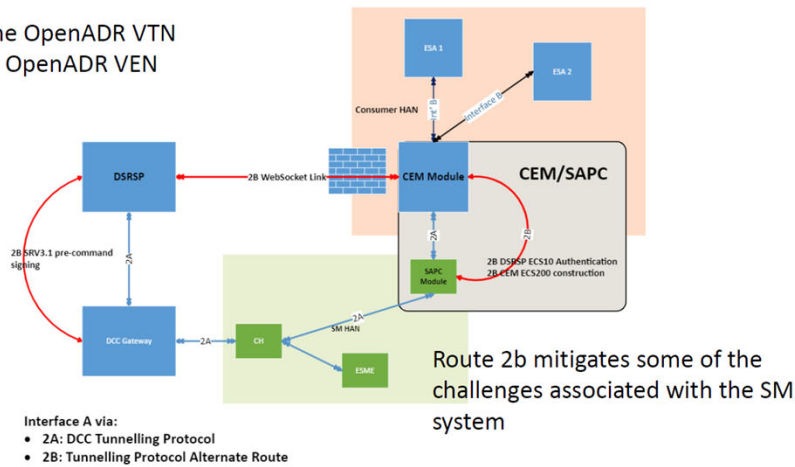 ne OpenADR VTN
OpenADR VEN
ESA 1
ESA 2
Consumer HAN
Int' B
Interface B
DSRSP
2B WebSocket Link
CEM Module
CEM/SAPC
2A
2B
2B SRV3.1 pre-command
signing
2A
2B DSRSP ECS10 Authentication
2B CEM ECS200 construction
SAPC
Module
2A
SM HAN
DCC Gateway
2A
CH
ESME
Route 2b mitigates some of the
challenges associated with the SM
system
Interface A via:
• 2A: DCC Tunnelling Protocol
• 2B: Tunnelling Protocol Alternate Route